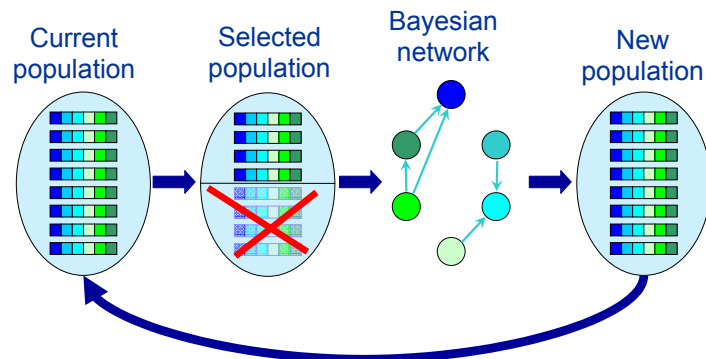 Current
population
Selected
population
Bayesian
network
New
population